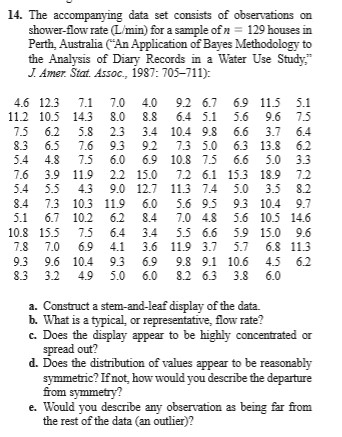 14. The accompanying data set consists of observations on
shower-flow rate (L/min) for a sample of n = 129 houses in
Perth, Australia (“An Application of Bayes Methodology to
the Analysis of Diary Records in a Water Use Study,”
J. Amer. Stat. Assoc., 1987: 705–711):
4.6 12.3 7.1 7.0 4.0 9.2 6.7 6.9 11.5 5.1
11.2 10.5 14.3 8.0 8.8 6.4 5.1 5.6 9.6 7.5
7.5 6.2 5.8 2.3 3.4 10.4 9.8 6.6 3.7 6.4
8.3 6.5 7.6 9.3 9.2 7.3 5.0 6.3 13.8 6.2
5.4 4.8 7.5 6.0 6.9 10.8 7.5 6.6 5.0 3.3
7.6 3.9 11.9 2.2 15.0 7.2 6.1 15.3 18.9 7.2
5.4 5.5 4.3 9.0 12.7 11.3 7.4 5.0 3.5 8.2
8.4 7.3 10.3 11.9 6.0 5.6 9.5 9.3 10.4 9.7
5.1 6.7 10.2 6.2 8.4 7.0 4.8 5.6 10.5 14.6
10.8 15.5 7.5 6.4 3.4 5.5 6.6 5.9 15.0 9.6
7.8 7.0 6.9 4.1 3.6 11.9 3.7 5.7 6.8 11.3
9.3 9.6 10.4 9.3 6.9 9.8 9.1 10.6 4.5 6.2
8.3 3.2 4.9 5.0 6.0 8.2 6.3 3.8 6.0
a. Construct a stem-and-leaf display of the data.
b. What is a typical, or representative, flow rate?
c. Does the display appear to be highly concentrated or
spread out?
d. Does the distribution of values appear to be reasonably
symmetric? If not, how would you describe the departure
from symmetry?
e. Would you describe any observation as being far from
the rest of the data (an outlier)?